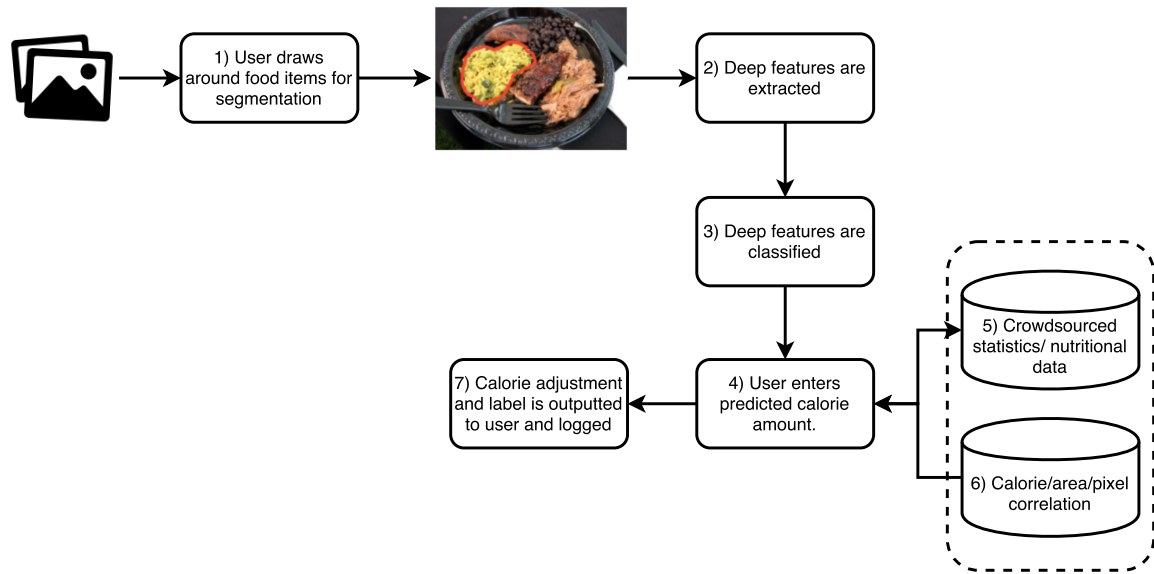 1) User draws
around food items for
segmentation
2) Deep features are
extracted
3) Deep features are
classified
5) Crowdsourced
statistics/ nutritional
data
7) Calorie adjustment
and label is outputted
to user and logged
4) User enters
predicted calorie
amount.
6) Calorie/area/pixel
correlation